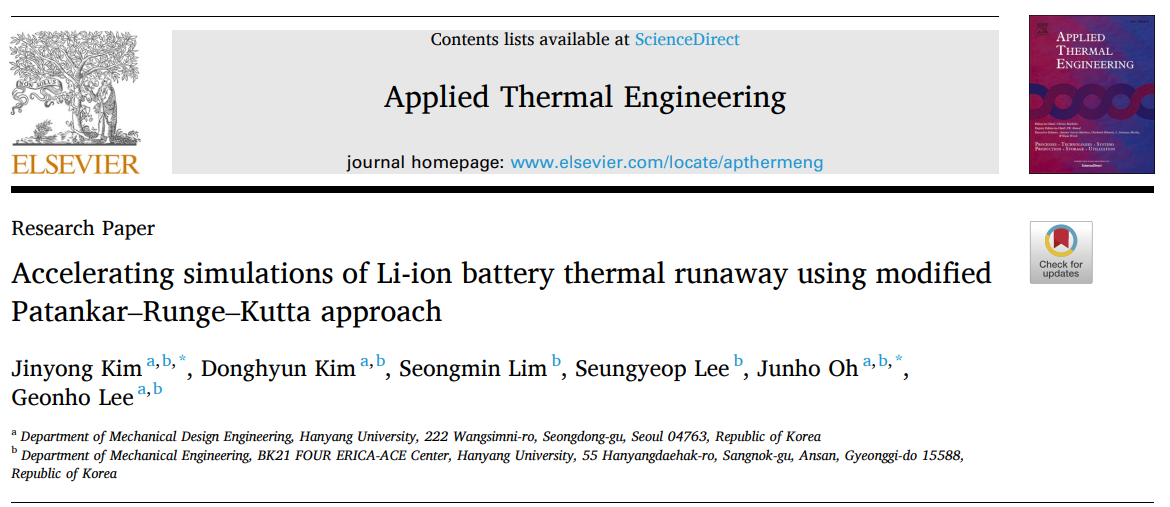 Contents lists available at ScienceDirect
Applied Thermal Engineering
journal homepage: www.elsevier.com/locate/apthermeng
ELSEVIER
APPLIED
THERMAL
ENGINEERING
Research Paper
Check for
updates
Accelerating simulations of Li-ion battery thermal runaway using modified
Patankar–Runge–Kutta approach
Jinyong Kim a,b,*, Donghyun Kim a,b, Seongmin Lim b, Seungyeop Lee b, Junho Oh a,b,*,
Geonho Lee a,b
a Department of Mechanical Design Engineering, Hanyang University, 222 Wangsimni-ro, Seongdong-gu, Seoul 04763, Republic of Korea
b Department of Mechanical Engineering, BK21 FOUR ERICA-ACE Center, Hanyang University, 55 Hanyangdaehak-ro, Sangnok-gu, Ansan, Gyeonggi-do 15588,
Republic of Korea